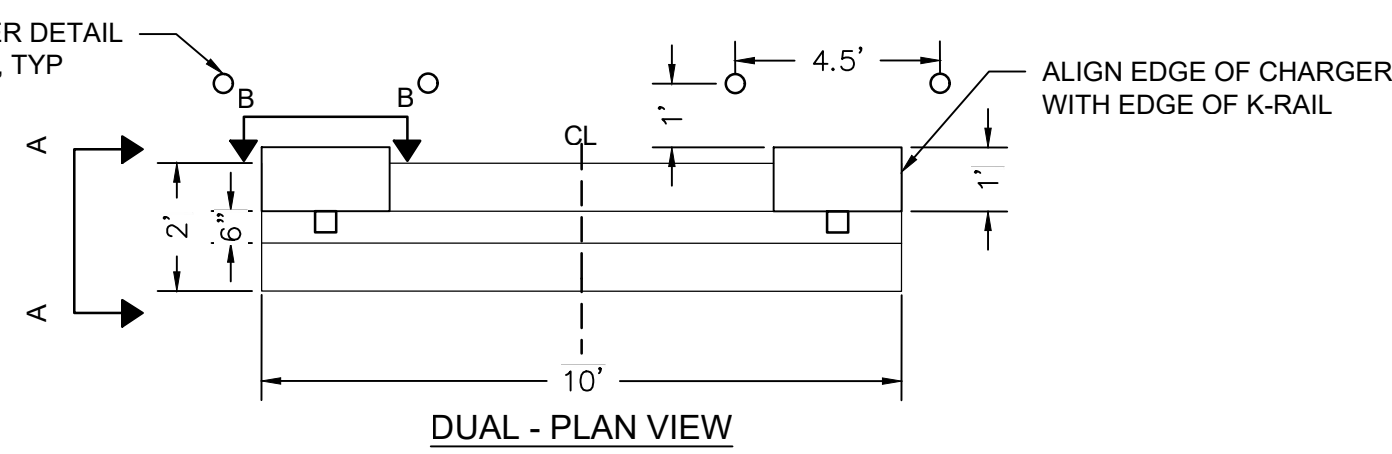 ER DETAIL
, TYP
B
B
4.5'
ALIGN EDGE OF CHARGER
WITH EDGE OF K-RAIL
1'
CL
A
1'
2'
6"
A
10'
DUAL - PLAN VIEW